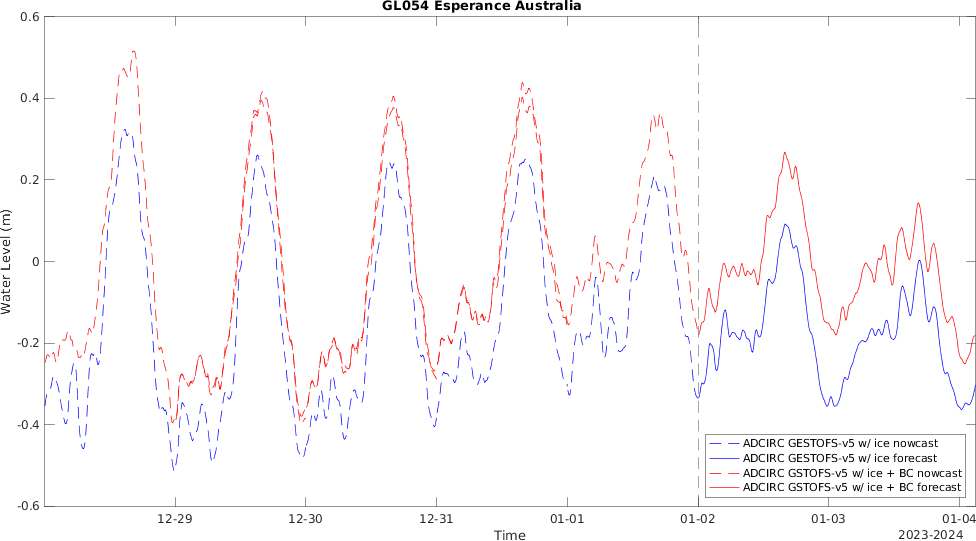 GL054 Esperance Australia
0.6
0.4
0.2
0
-0.2
-0.4
-0.6
Water Level (m)
ADCIRC GESTOFS-v5 w/ ice nowcast
ADCIRC GESTOFS-v5 w/ ice forecast
ADCIRC GSTOFS-v5 w/ ice + BC nowcast
ADCIRC GSTOFS-v5 w/ ice + BC forecast
12-29 12-30 12-31 01-01 01-02 01-03 01-04
Time
2023-2024